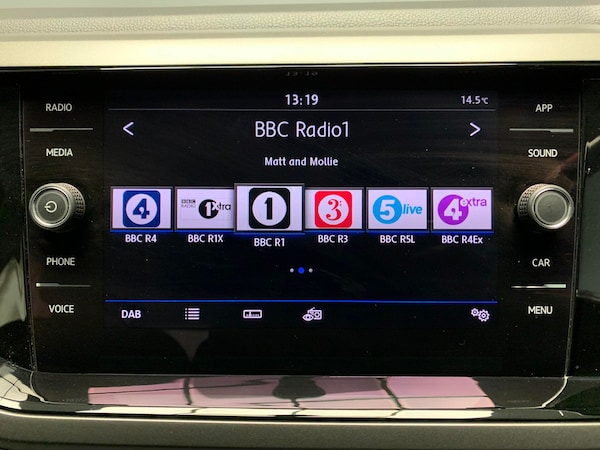 RADIO
MEDIA
PHONE
VOICE
APP
SOUND
CAR
MENU
13:19
14.5°C
< BBC Radio1 >
Matt and Mollie
4
BBC RADIO 1xtra
1
3
5 live
4 extra
BBC R4
BBC R1X
BBC R1
BBC R3
BBC R5L
BBC R4Ex
DAB